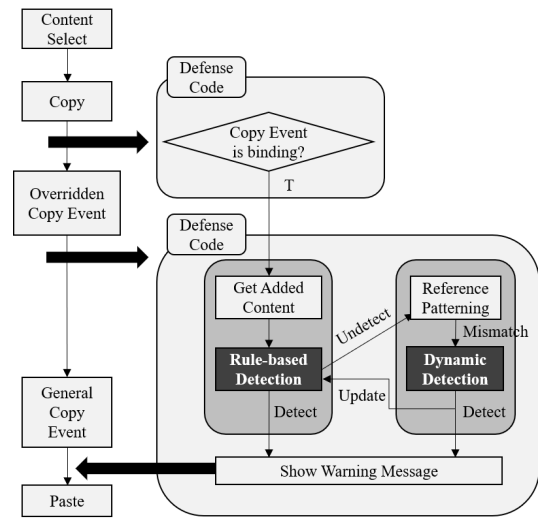 Content
Select
Copy
Overridden
Copy Event
General
Copy
Event
Paste
Defense
Code
Copy Event
is binding?
T
Defense
Code
Get Added
Content
Rule-based
Detection
Detect
Undetect
Reference
Patterning
Mismatch
Dynamic
Detection
Update
Detect
Show Warning Message